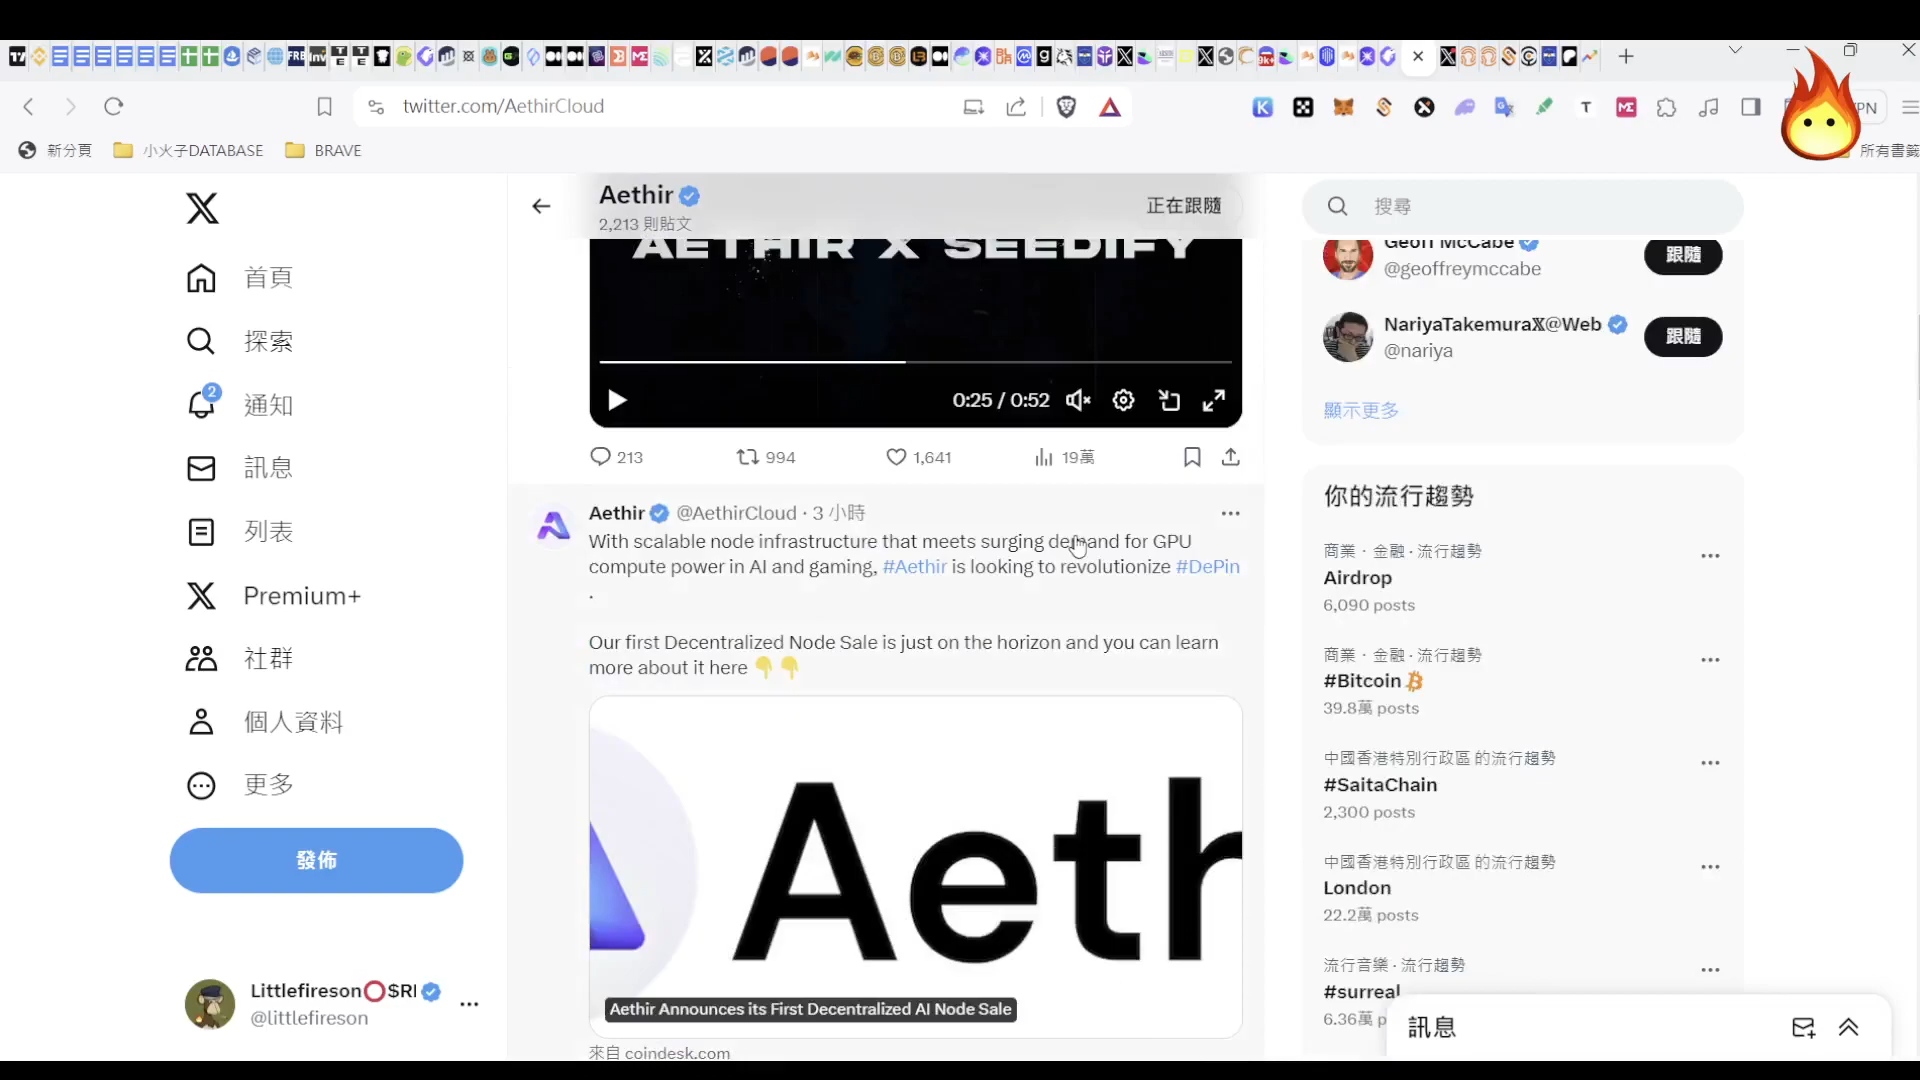 twitter.com/AethirCloud
新分頁
小火子DATABASE
BRAVE
所有書籤
Aethir
2,213 則貼文
正在跟隨
搜尋
首頁
探索
2
通知
訊息
列表
Premium+
社群
個人資料
更多
發佈
Littlefireson⭕$RI
@littlefireson
AETHIR X SEEDIFY
0:25 / 0:52
213
994
1,641
19萬
Aethir @AethirCloud · 3 小時
With scalable node infrastructure that meets surging demand for GPU
compute power in AI and gaming, #Aethir is looking to revolutionize #DePin
.
Our first Decentralized Node Sale is just on the horizon and you can learn
more about it here 👇👇
Aeth
Aethir Announces its First Decentralized AI Node Sale
來自 coindesk.com
Geoff McCabe
@geoffreymccabe
跟隨
NariyaTakemura𝕏@Web
@nariya
跟隨
顯示更多
你的流行趨勢
商業 · 金融 · 流行趨勢
Airdrop
6,090 posts
商業 · 金融 · 流行趨勢
#Bitcoin
39.8萬 posts
中國香港特別行政區 的流行趨勢
#SaitaChain
2,300 posts
中國香港特別行政區 的流行趨勢
London
22.2萬 posts
流行音樂 · 流行趨勢
#surreal
6.36萬 p
訊息